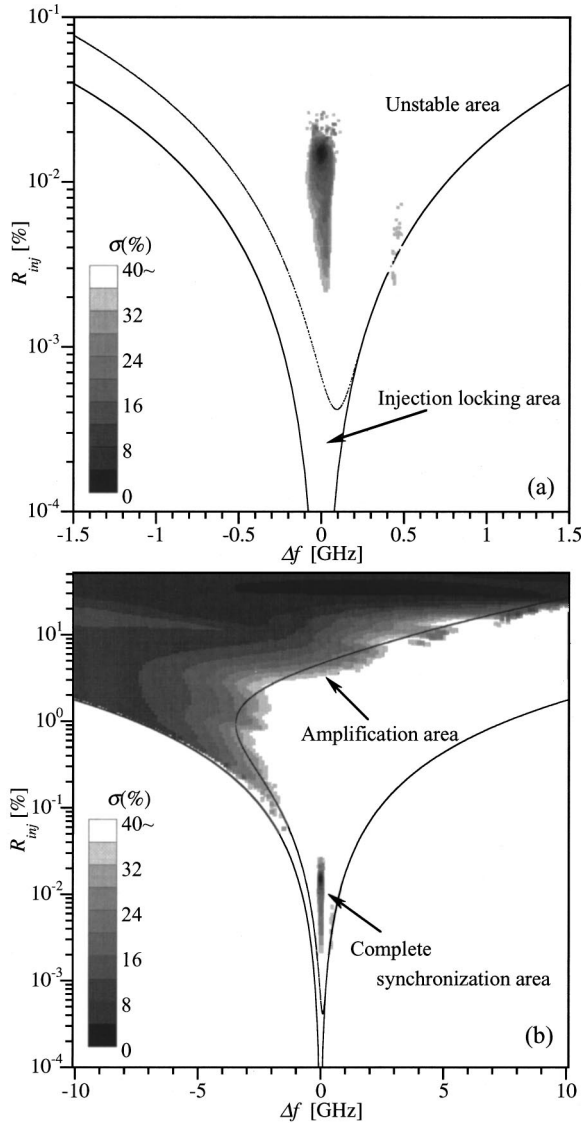 10^-1
10^-2
10^-3
10^-4
R_inj [%]
Unstable area
σ(%)
40~
32
24
16
8
0
Injection locking area
(a)
-1.5
-1
-0.5
0
0.5
1
1.5
Δf [GHz]
10^1
10^0
10^-1
10^-2
10^-3
10^-4
R_inj [%]
Amplification area
σ(%)
40~
32
24
16
8
0
Complete
synchronization area
(b)
-10
-5
0
5
10
Δf [GHz]